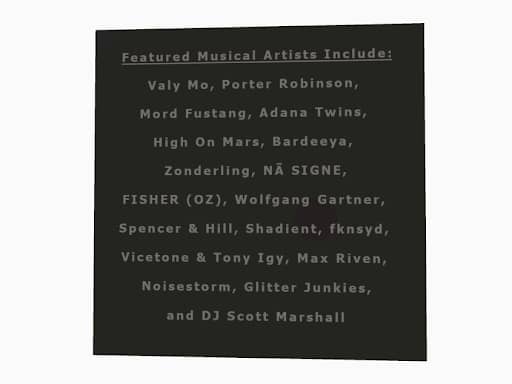 Featured Musical Artists Include:
Valy Mo, Porter Robinson,
Mord Fustang, Adana Twins,
High On Mars, Bardeeya,
Zonderling, NÃ SIGNE,
FISHER (OZ), Wolfgang Gartner,
Spencer & Hill, Shadient, fknsyd,
Vicetone & Tony Igy, Max Riven,
Noisestorm, Glitter Junkies,
and DJ Scott Marshall